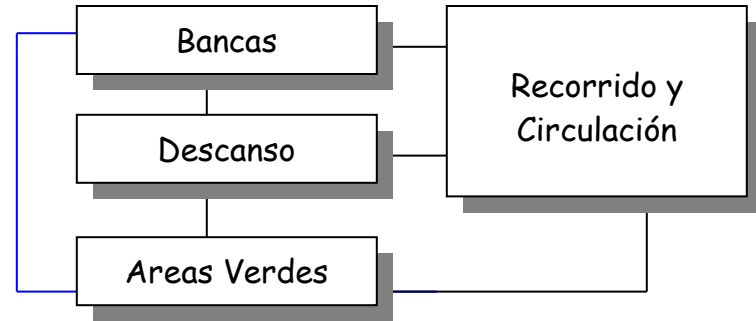 Bancas
Recorrido y
Circulación
Descanso
Areas Verdes